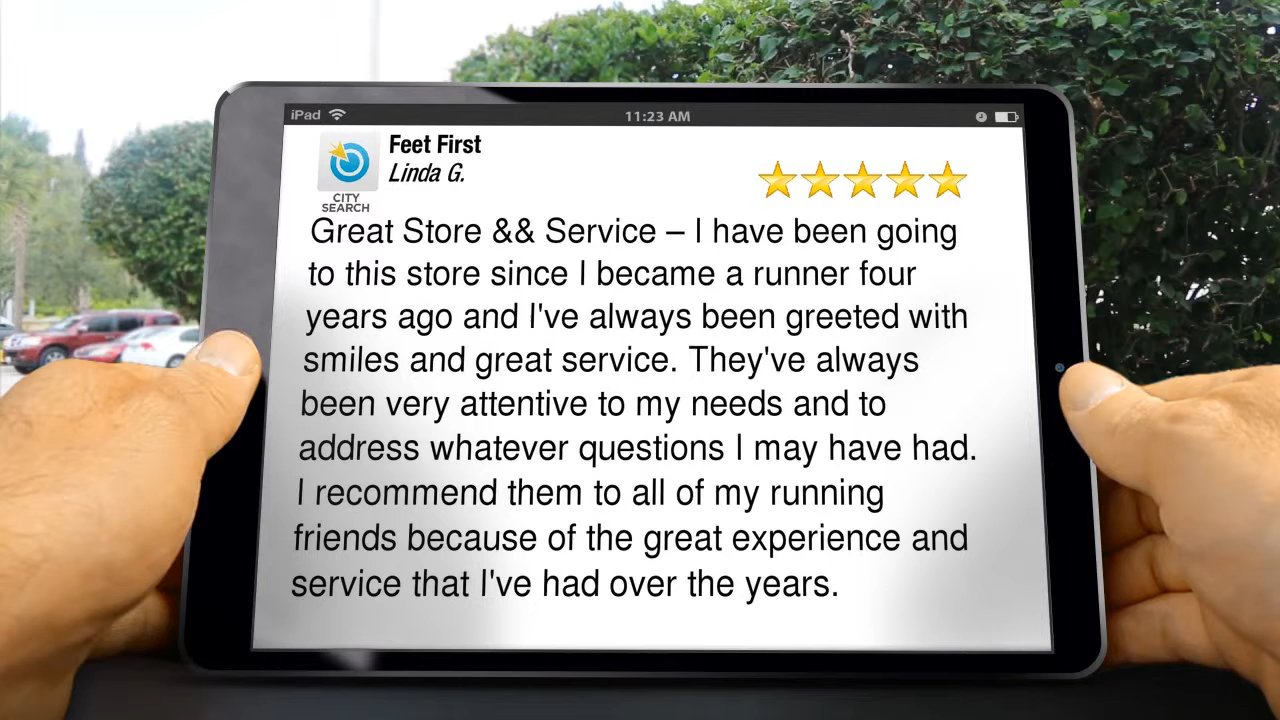 iPad
11:23 AM
Feet First
Linda G.
CITY
SEARCH
Great Store && Service – I have been going
to this store since I became a runner four
years ago and I've always been greeted with
smiles and great service. They've always
been very attentive to my needs and to
address whatever questions I may have had.
I recommend them to all of my running
friends because of the great experience and
service that I've had over the years.